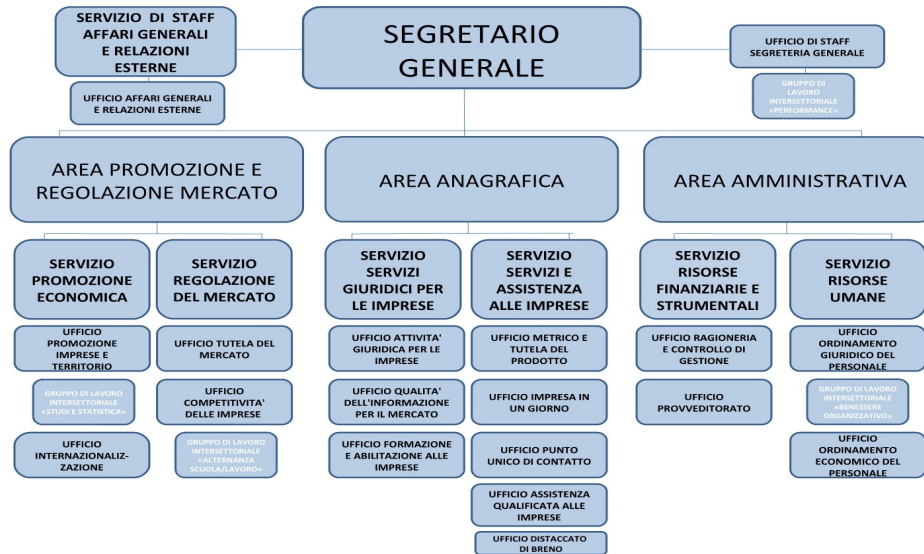 SERVIZIO DI STAFF
AFFARI GENERALI
E RELAZIONI
ESTERNE
UFFICIO AFFARI GENERALI
E RELAZIONI ESTERNE
SEGRETARIO
GENERALE
UFFICIO DI STAFF
SEGRETERIA GENERALE
GRUPPO DI
LAVORO
INTERSETTORIALE
«PERFORMANCE»
AREA PROMOZIONE E
REGOLAZIONE MERCATO
AREA ANAGRAFICA
AREA AMMINISTRATIVA
SERVIZIO
PROMOZIONE
ECONOMICA
UFFICIO
PROMOZIONE
IMPRESE E
TERRITORIO
GRUPPO DI LAVORO
INTERSETTORIALE
«STUDI E STATISTICA»
UFFICIO
INTERNAZIONALIZ-
ZAZIONE
SERVIZIO
REGOLAZIONE
DEL MERCATO
UFFICIO TUTELA DEL
MERCATO
UFFICIO
COMPETITIVITA'
DELLE IMPRESE
GRUPPO DI LAVORO
INTERSETTORIALE
«ALTERNANZA
SCUOLA/LAVORO»
SERVIZIO
SERVIZI
GIURIDICI PER
LE IMPRESE
UFFICIO ATTIVITA'
GIURIDICA PER LE
IMPRESE
UFFICIO QUALITA'
DELL'INFORMAZIONE
PER IL MERCATO
UFFICIO FORMAZIONE
E ABILITAZIONE ALLE
IMPRESE
SERVIZIO
SERVIZI E
ASSISTENZA
ALLE IMPRESE
UFFICIO METRICO E
TUTELA DEL
PRODOTTO
UFFICIO IMPRESA IN
UN GIORNO
UFFICIO PUNTO
UNICO DI CONTATTO
UFFICIO ASSISTENZA
QUALIFICATA ALLE
IMPRESE
UFFICIO DISTACCATO
DI BRENO
SERVIZIO
RISORSE
FINANZIARIE E
STRUMENTALI
UFFICIO RAGIONERIA
E CONTROLLO DI
GESTIONE
UFFICIO
PROVVEDITORATO
SERVIZIO
RISORSE
UMANE
UFFICIO
ORDINAMENTO
GIURIDICO DEL
PERSONALE
GRUPPO DI LAVORO
INTERSETTORIALE
«BENESSERE
ORGANIZZATIVO»
UFFICIO
ORDINAMENTO
ECONOMICO DEL
PERSONALE